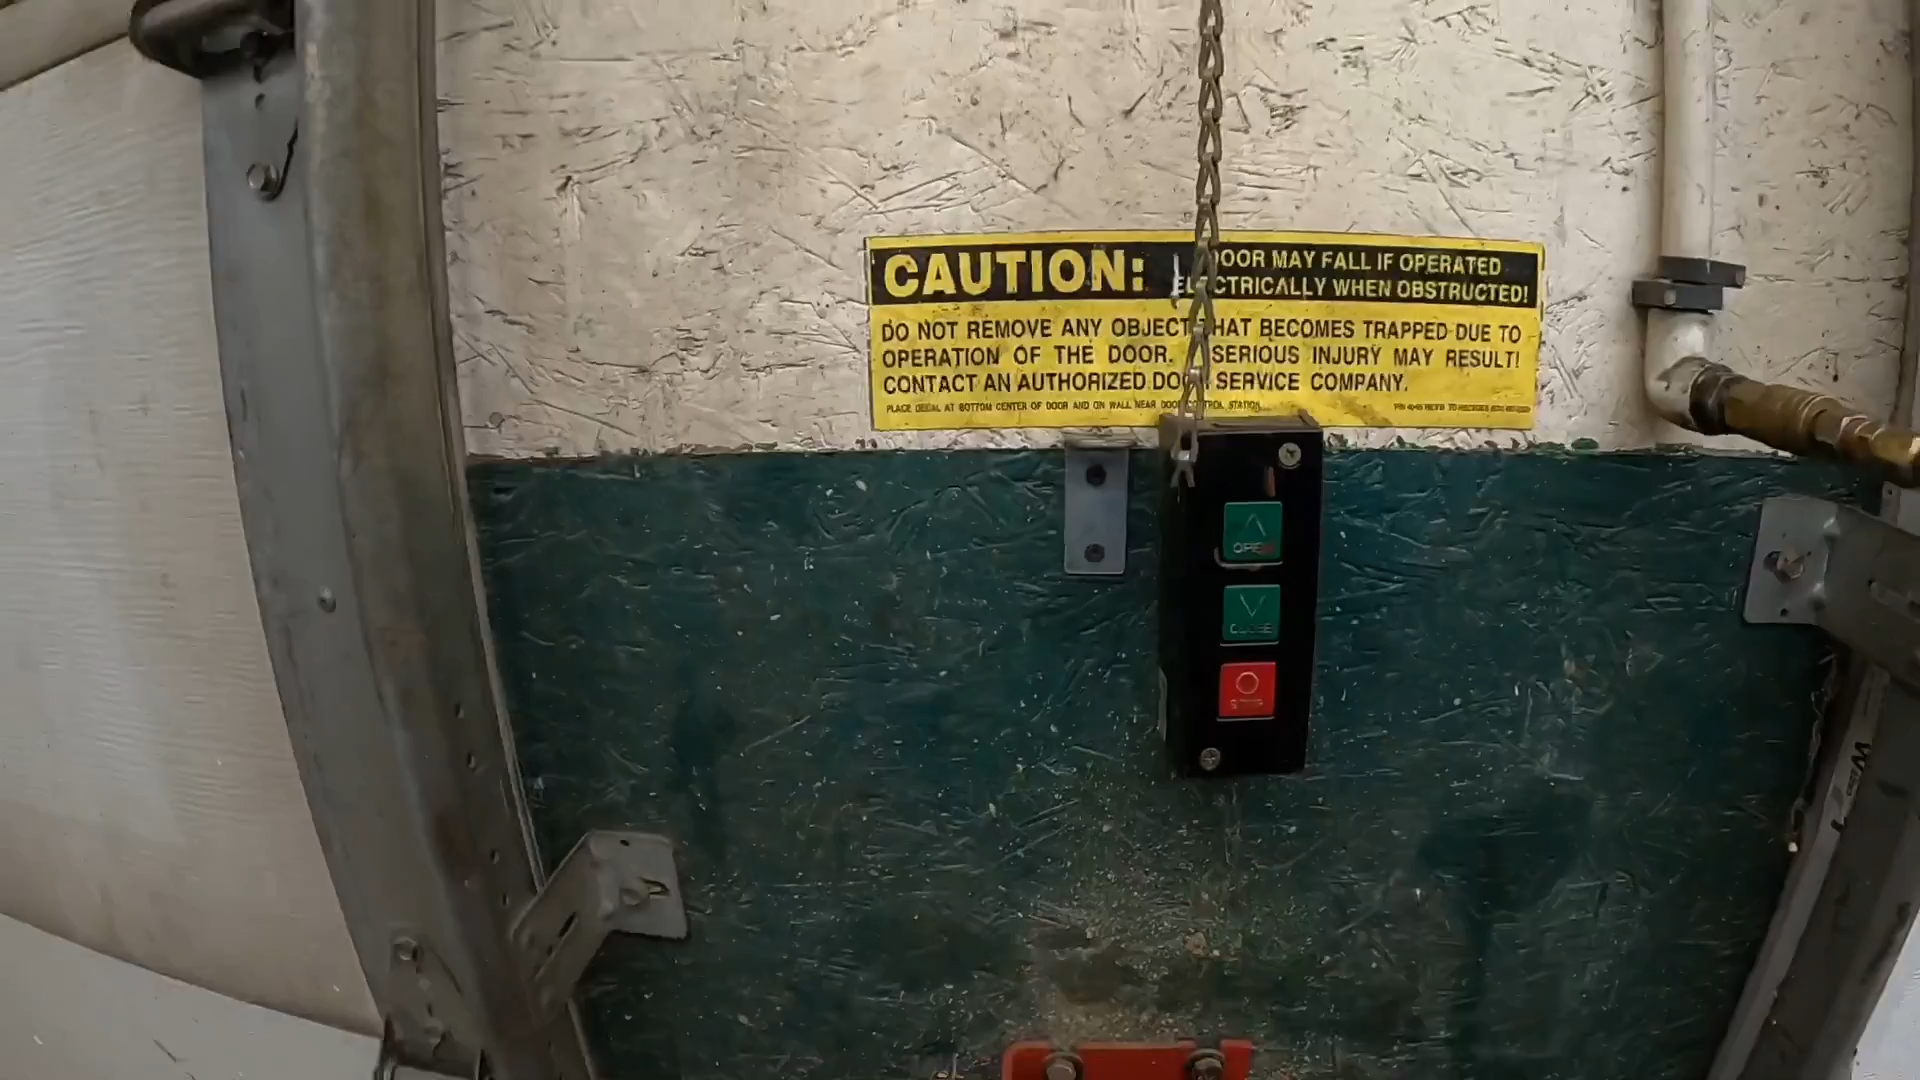 CAUTION: DOOR MAY FALL IF OPERATED
ELECTRICALLY WHEN OBSTRUCTED!
DO NOT REMOVE ANY OBJECT THAT BECOMES TRAPPED DUE TO
OPERATION OF THE DOOR. SERIOUS INJURY MAY RESULT!
CONTACT AN AUTHORIZED DOOR SERVICE COMPANY.
PLACE DECAL AT BOTTOM CENTER OF DOOR AND ON WALL NEAR DOOR CONTROL STATION.
OPEN
CLOSE
STOP